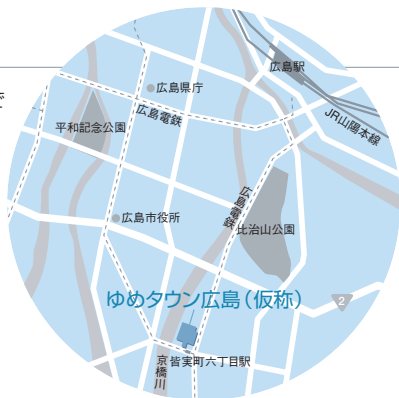 で
広島駅
広島県庁
広島電鉄
JR山陽本線
平和記念公園
広島電鉄
広島市役所
比治山公園
ゆめタウン広島（仮称）
2
京橋川
皆実町六丁目駅